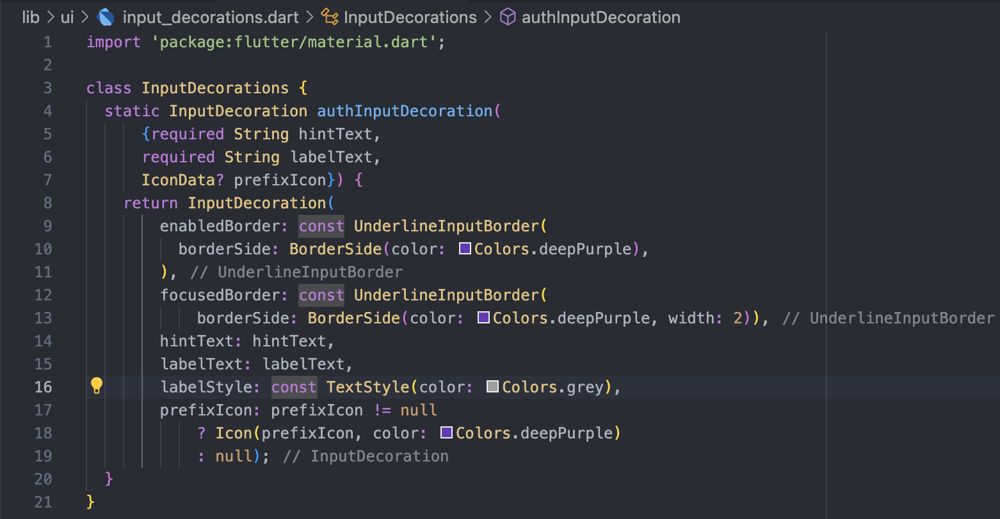 lib > ui > input_decorations.dart > InputDecorations > authInputDecoration
1 import 'package:flutter/material.dart';
2
3 class InputDecorations {
4   static InputDecoration authInputDecoration(
5       {required String hintText,
6       required String labelText,
7       IconData? prefixIcon}) {
8     return InputDecoration(
9         enabledBorder: const UnderlineInputBorder(
10           borderSide: BorderSide(color: Colors.deepPurple),
11         ), // UnderlineInputBorder
12         focusedBorder: const UnderlineInputBorder(
13             borderSide: BorderSide(color: Colors.deepPurple, width: 2)), // UnderlineInputBorder
14         hintText: hintText,
15         labelText: labelText,
16         labelStyle: const TextStyle(color: Colors.grey),
17         prefixIcon: prefixIcon != null
18             ? Icon(prefixIcon, color: Colors.deepPurple)
19             : null); // InputDecoration
20   }
21 }